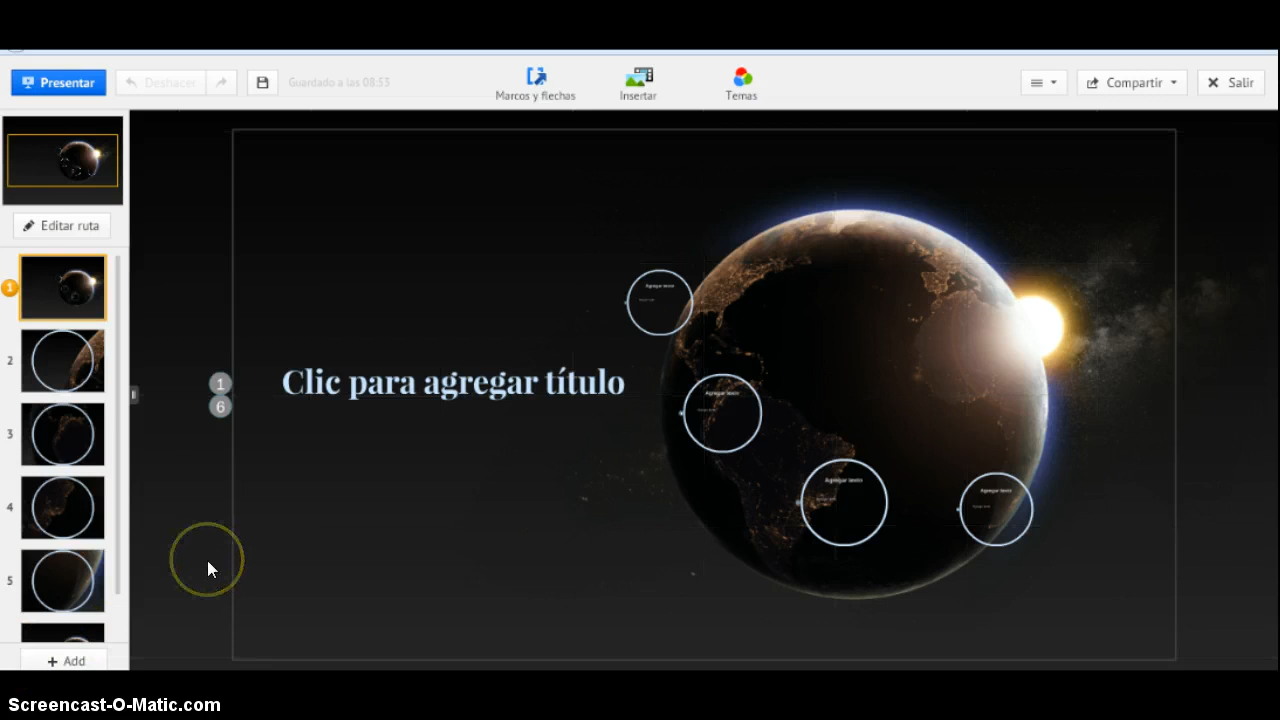 Presentar
Deshacer
Guardado a las 08:53
Marcos y flechas
Insertar
Temas
Compartir
Salir
Editar ruta
1
2
3
4
5
Add
1
6
Clic para agregar título
Agregar texto
Agregar texto
Agregar texto
Agregar texto
Screencast-O-Matic.com